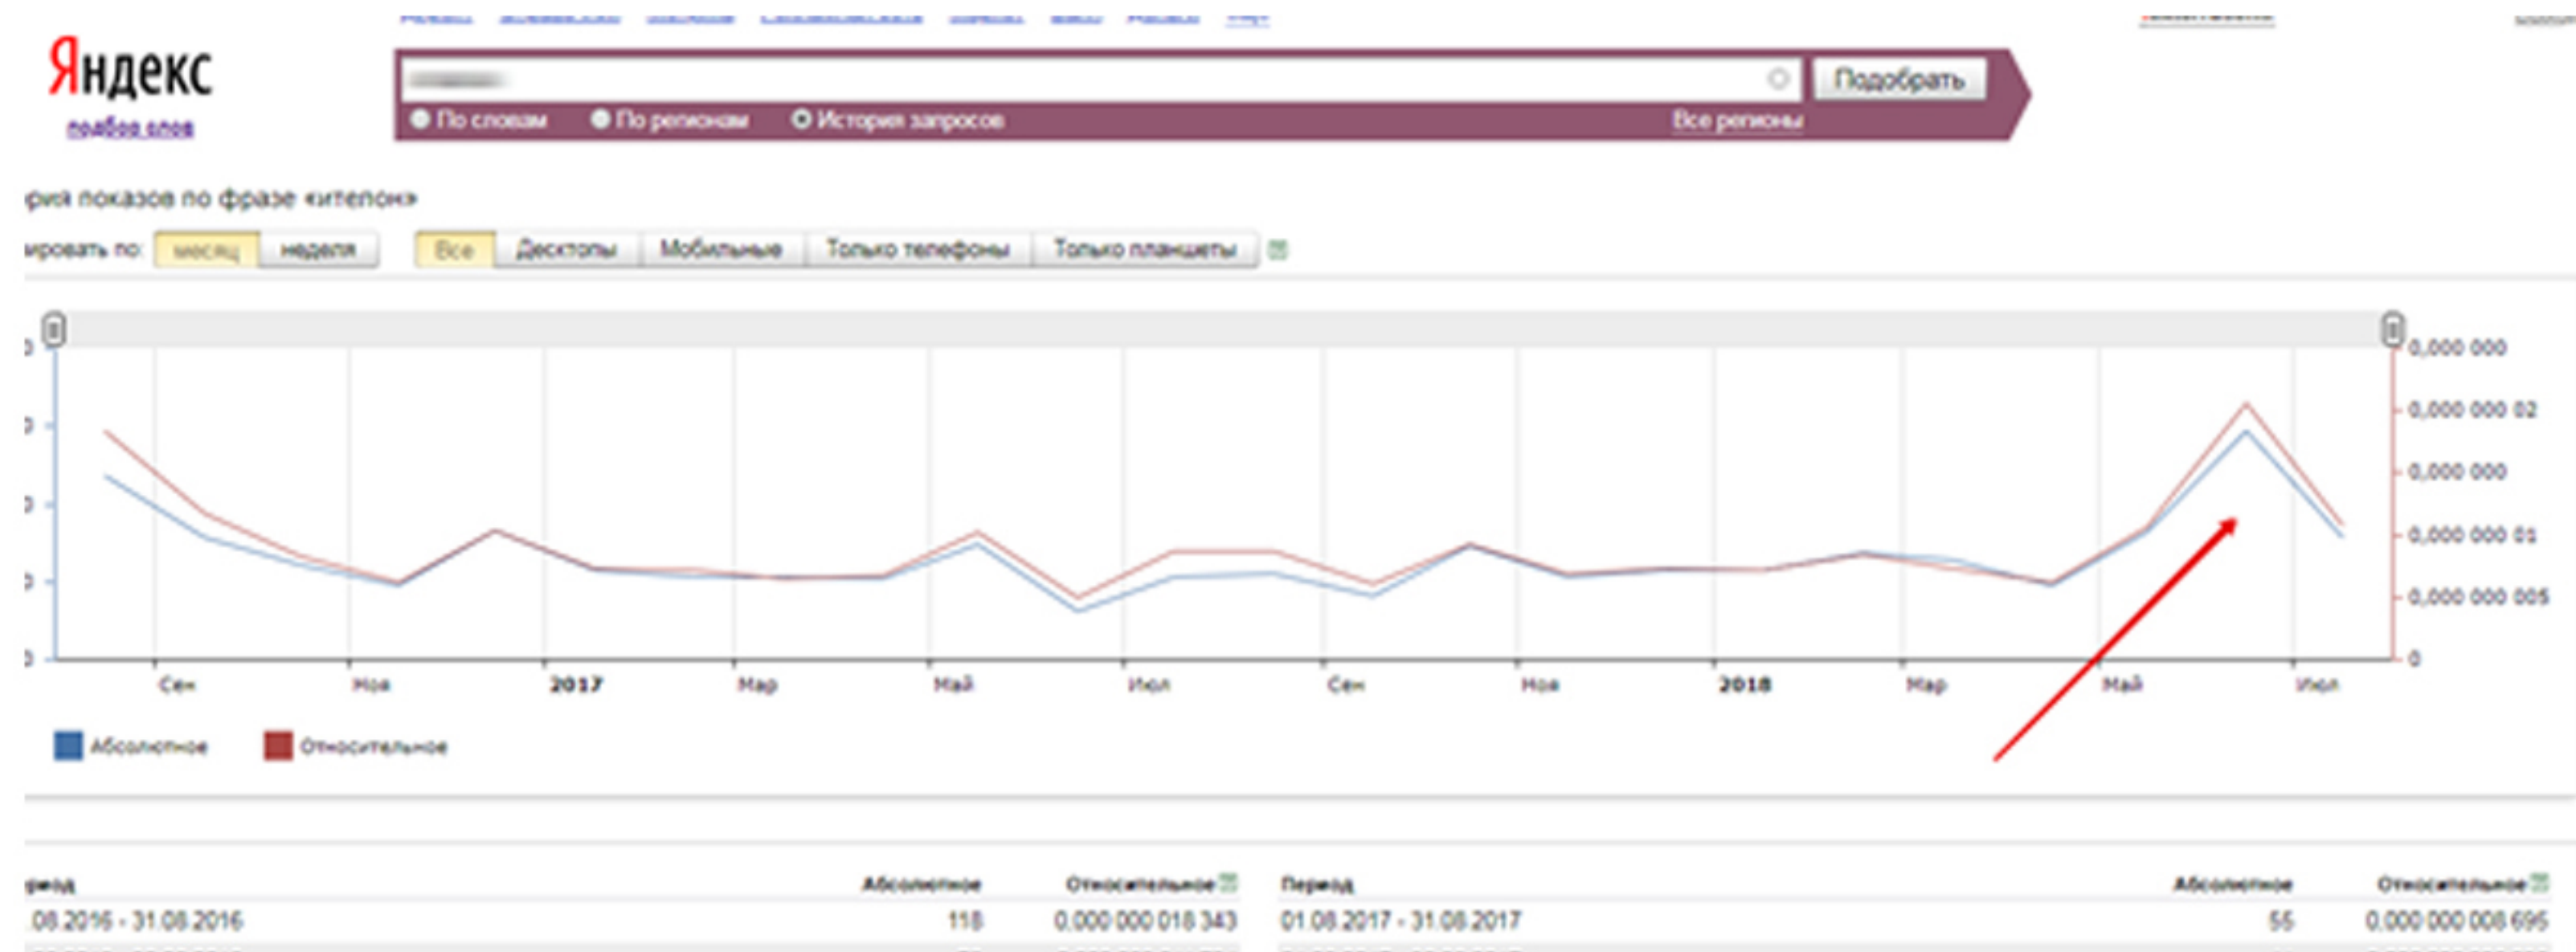 Яндекс
подбор слов
Подобрать
По словам По регионам История запросов Все регионы
рия показов по фразе «ителон»
ировать по: месяц неделя Все Десктопы Мобильные Только телефоны Только планшеты
0,000 000
0,000 000 02
0,000 000
0,000 000 01
0,000 000 005
0
Сен Ноя 2017 Мар Май Июл Сен Ноя 2018 Мар Май Июл
Абсолютное Относительное
риод Абсолютное Относительное Период Абсолютное Относительное
.08.2016 - 31.08.2016 118 0,000 000 018 343 01.08.2017 - 31.08.2017 55 0,000 000 008 695